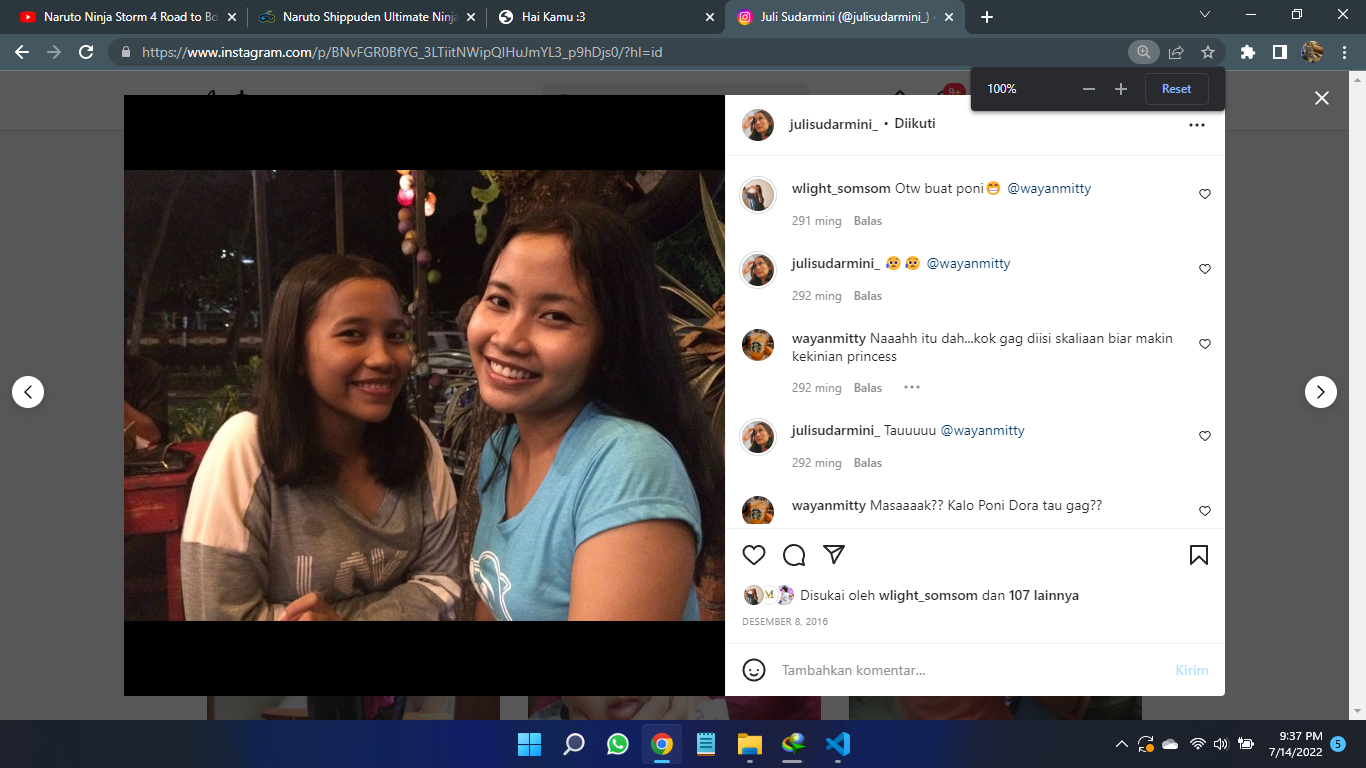 Naruto Ninja Storm 4 Road to Bo
Naruto Shippuden Ultimate Ninja
Hai Kamu :3
Juli Sudarmini (@julisudarmini_) •
https://www.instagram.com/p/BNvFGR0BfYG_3LTiitNWipQIHuJmYL3_p9hDjs0/?hl=id
100%
Reset
9+
julisudarmini_ • Diikuti
wlight_somsom Otw buat poni😁 @wayanmitty
291 ming Balas
julisudarmini_ 😥😥 @wayanmitty
292 ming Balas
wayanmitty Naaahh itu dah...kok gag diisi skaliaan biar makin
kekinian princess
292 ming Balas
julisudarmini_ Tauuuuu @wayanmitty
292 ming Balas
wayanmitty Masaaaak?? Kalo Poni Dora tau gag??
Disukai oleh wlight_somsom dan 107 lainnya
DESEMBER 8, 2016
Tambahkan komentar...
Kirim
9:37 PM
7/14/2022
5